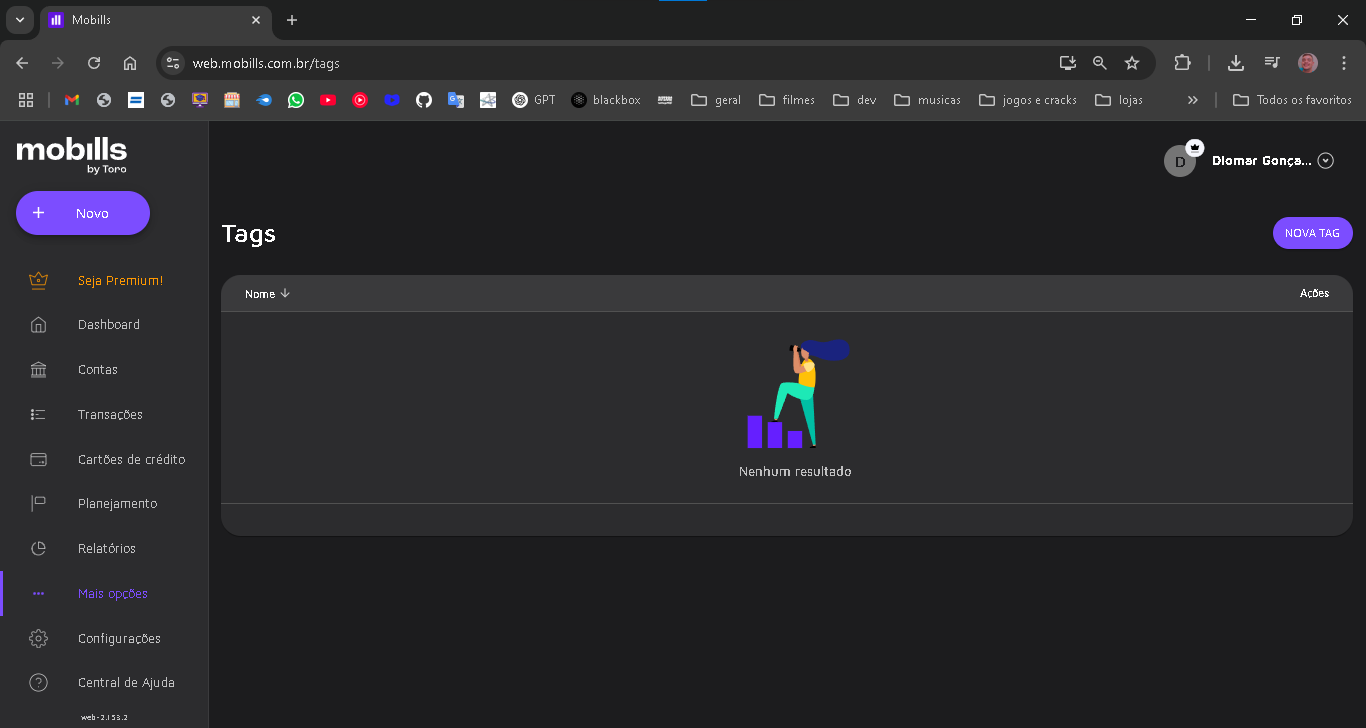 Mobills
web.mobills.com.br/tags
GPT
blackbox
geral
filmes
dev
musicas
jogos e cracks
lojas
Todos os favoritos
mobills
by Toro
D
Diomar Gonça...
+ Novo
Tags
NOVA TAG
Seja Premium!
Dashboard
Contas
Transações
Cartões de crédito
Planejamento
Relatórios
Mais opções
Configurações
Central de Ajuda
web-2.153.2
Nome
Ações
Nenhum resultado